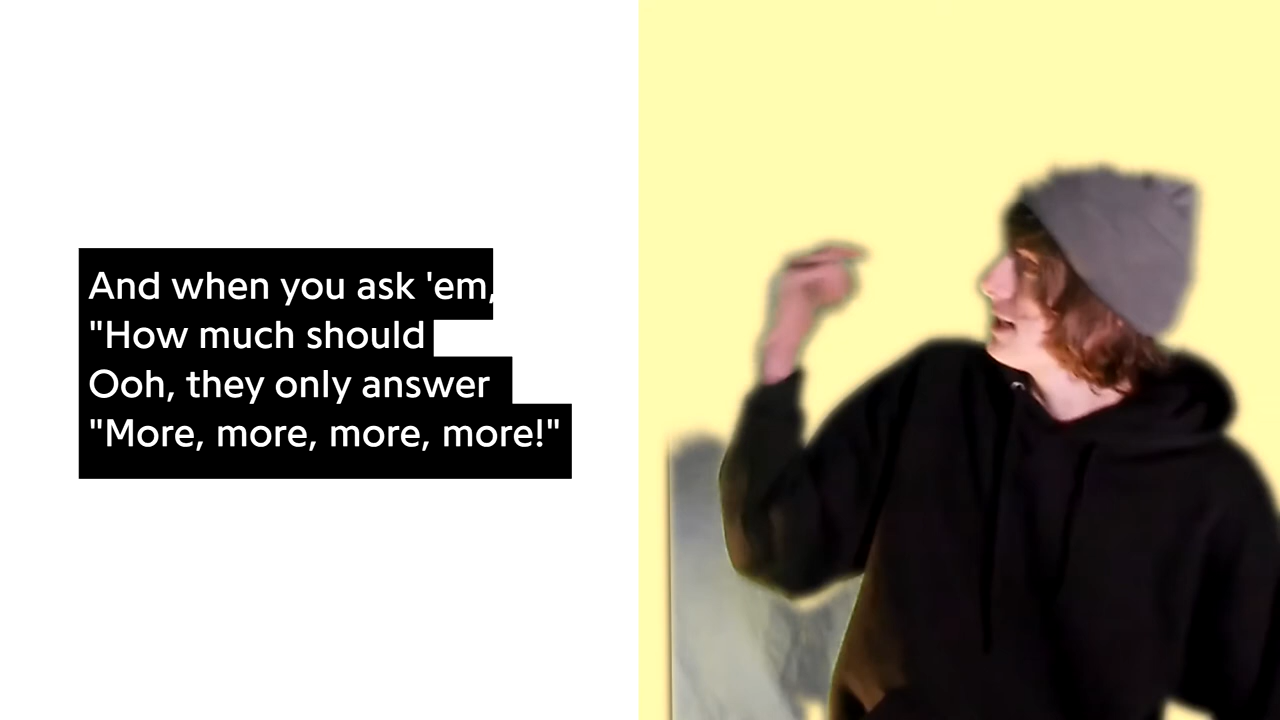 And when you ask 'em,
"How much should
Ooh, they only answer
"More, more, more, more!"